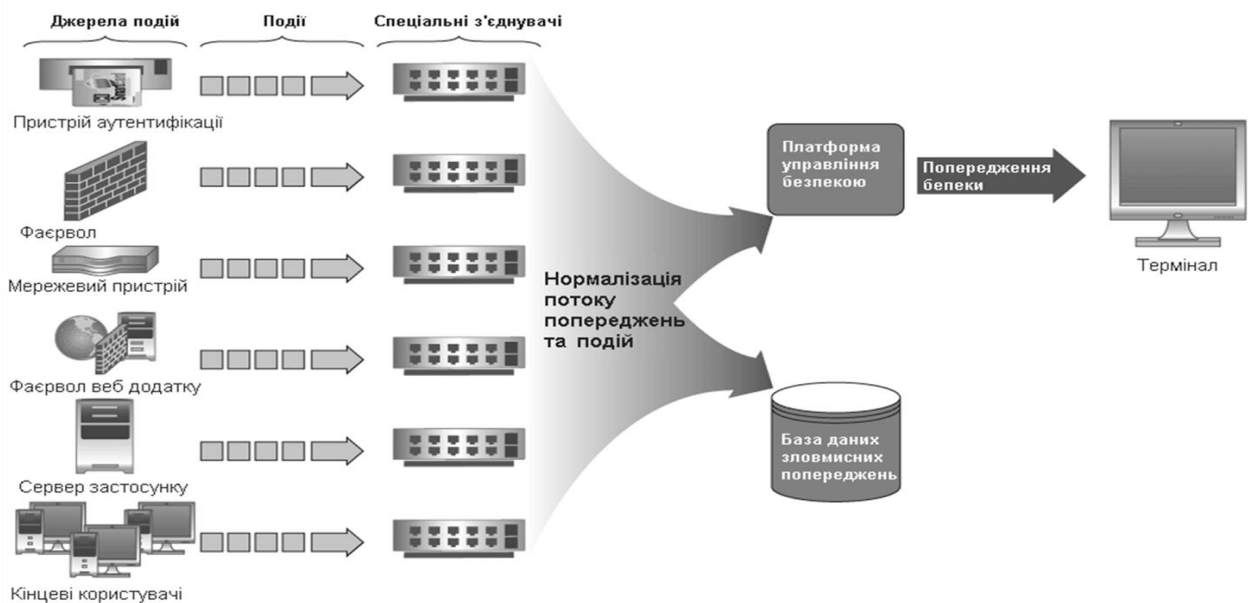 Джерела подій
Події
Спеціальні з'єднувачі
Пристрій аутентифікації
Фаєрвол
Мережевий пристрій
Фаєрвол веб додатку
Сервер застосунку
Кінцеві користувачі
Нормалізація
потоку
попереджень
та подій
Платформа
управління
безпекою
Попередження
бепеки
Термінал
База даних
зловмисних
попереджень